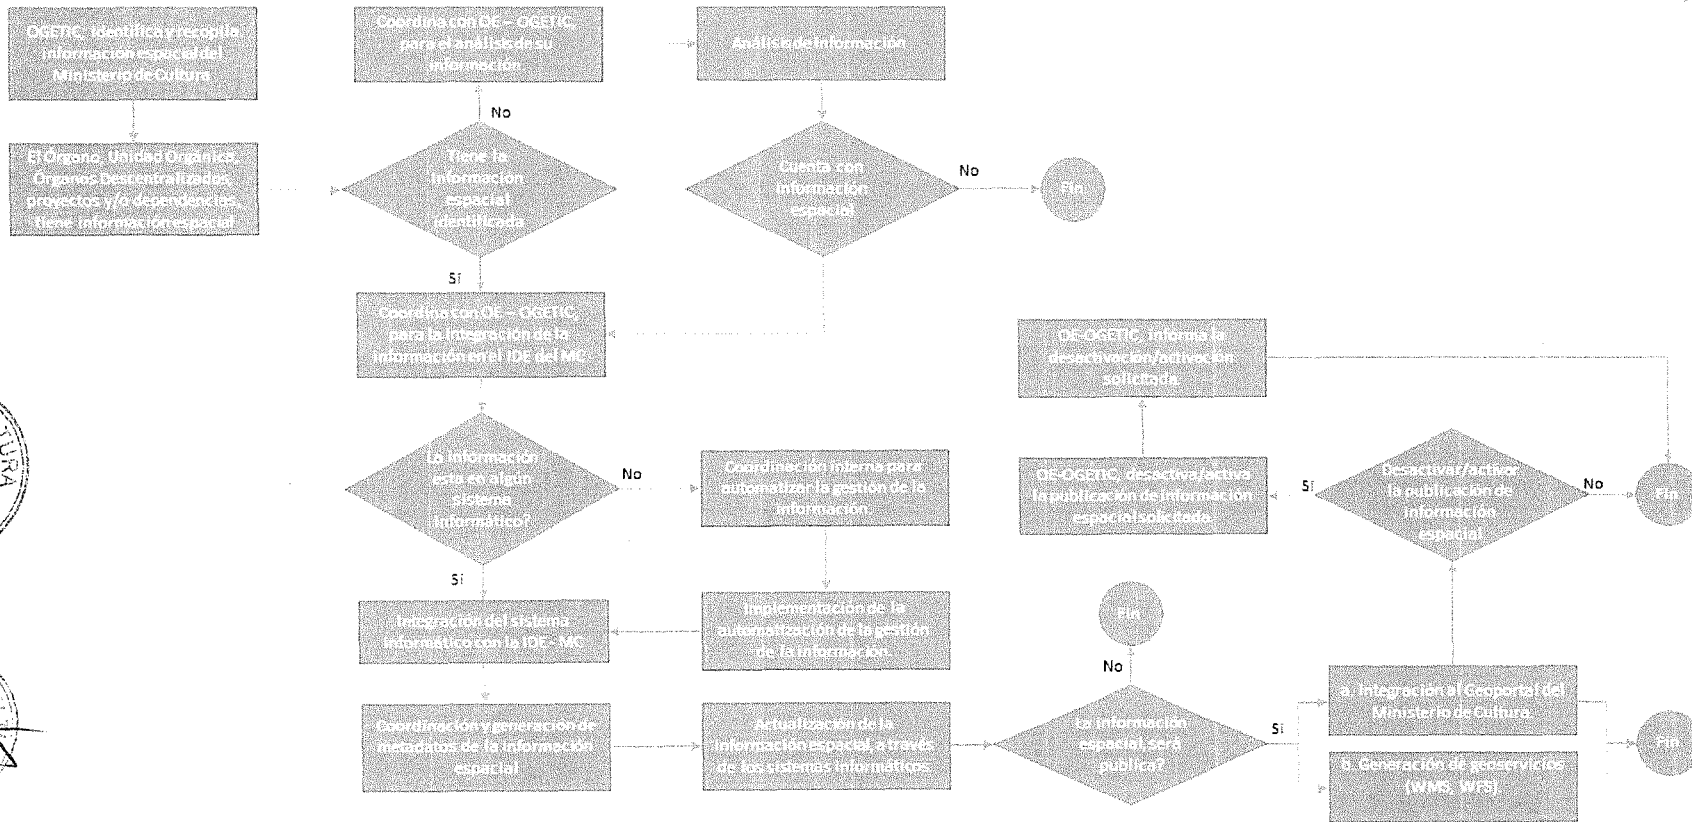 OGETIC, identifica y recopila
información espacial del
Ministerio de Cultura
El Órgano, Unidad Orgánica,
Órganos Descentralizados,
proyectos y/o dependencias,
tiene información espacial
Coordina con OE – OGETIC
para el análisis de su
información
No
Tiene la
información
espacial
identificada
Sí
Análisis de Información
Cuenta con
información
espacial
No
Fin
Coordina con OE – OGETIC,
para la integración de la
información en el IDE del MC
La información
esta en algún
sistema
informático?
No
Coordinación interna para
automatizar la gestión de la
información
Sí
Integración del sistema
informático con la IDE - MC
Implementación de la
automatización de la gestión
de la información.
Coordinación y generación de
metadatos de la información
espacial
Actualización de la
información espacial, a través
de los sistemas informáticos
La información
espacial, será
publica?
No
Fin
Sí
a. Integración al Geoportal del
Ministerio de Cultura.
b. Generación de geoservicios
(WMS, WFS).
Fin
Desactivar/activar
la publicación de
información
espacial
No
Fin
Sí
OE-OGETIC, desactiva/activa
la publicación de información
espacial solicitada
OE-OGETIC, informa la
desactivación/activación
solicitada
TURA